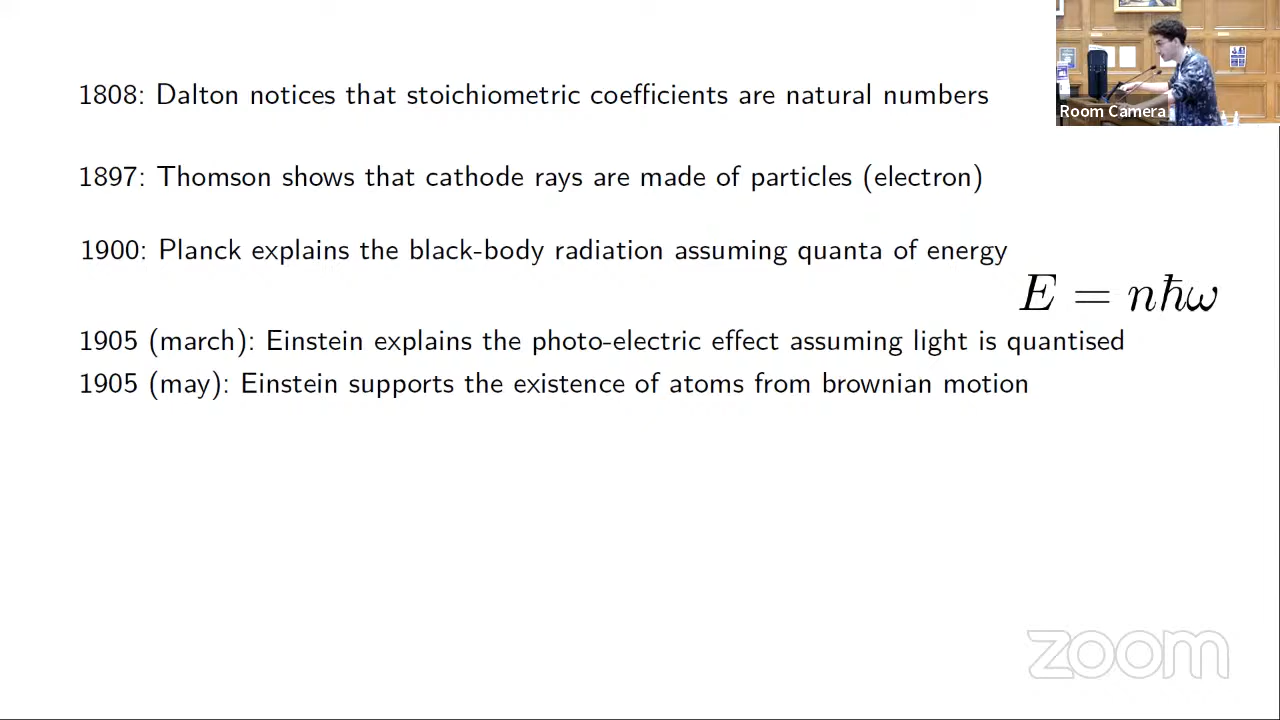 1808: Dalton notices that stoichiometric coefficients are natural numbers
Room Camera
1897: Thomson shows that cathode rays are made of particles (electron)
1900: Planck explains the black-body radiation assuming quanta of energy
E = nħω
1905 (march): Einstein explains the photo-electric effect assuming light is quantised
1905 (may): Einstein supports the existence of atoms from brownian motion
zoom